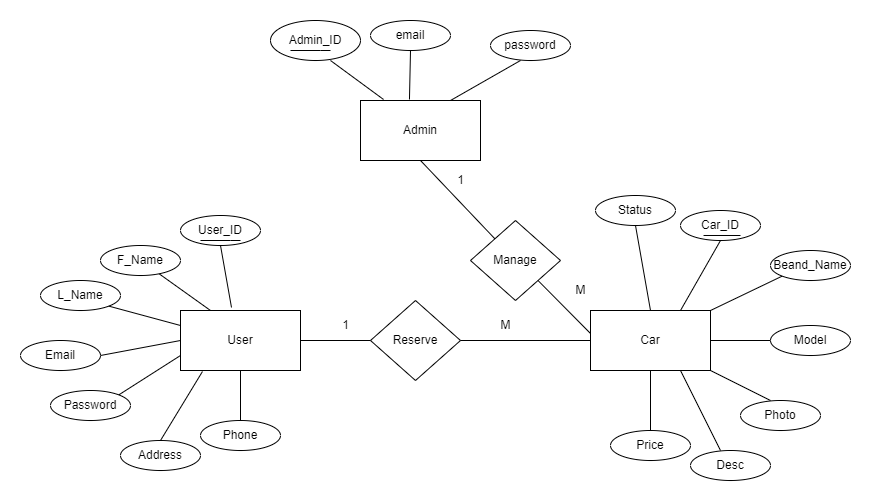 Admin_ID
email
password
Admin
1
Status
Car_ID
User_ID
F_Name
Manage
Beand_Name
L_Name
M
1
M
User
Reserve
Car
Model
Email
Password
Photo
Phone
Price
Address
Desc